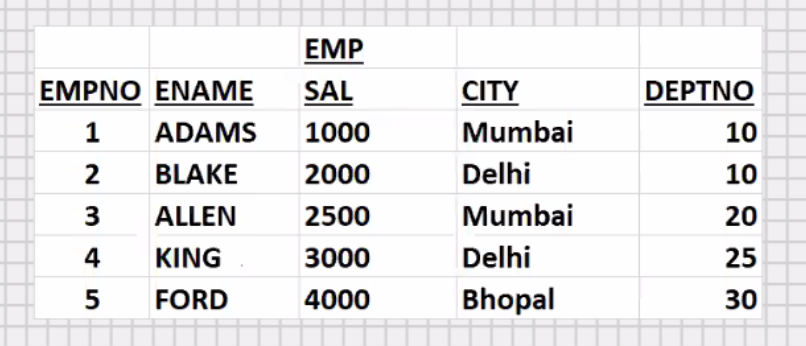 EMP
EMPNO ENAME SAL CITY DEPTNO
1 ADAMS 1000 Mumbai 10
2 BLAKE 2000 Delhi 10
3 ALLEN 2500 Mumbai 20
4 KING 3000 Delhi 25
5 FORD 4000 Bhopal 30